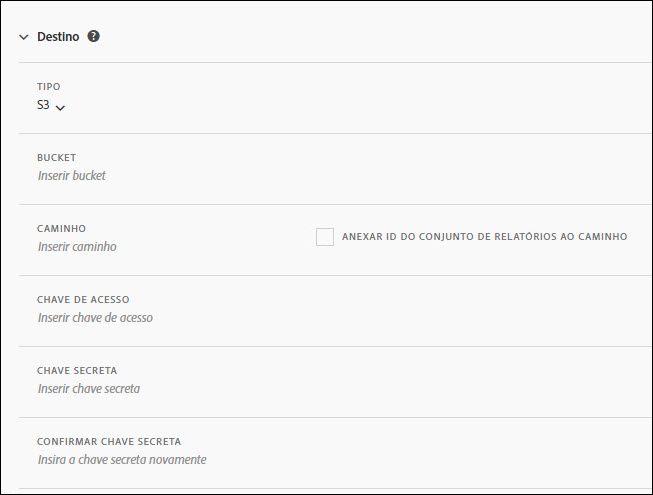 Destino ?
TIPO
S3
BUCKET
Inserir bucket
CAMINHO
Inserir caminho
ANEXAR ID DO CONJUNTO DE RELATÓRIOS AO CAMINHO
CHAVE DE ACESSO
Inserir chave de acesso
CHAVE SECRETA
Inserir chave secreta
CONFIRMAR CHAVE SECRETA
Insira a chave secreta novamente